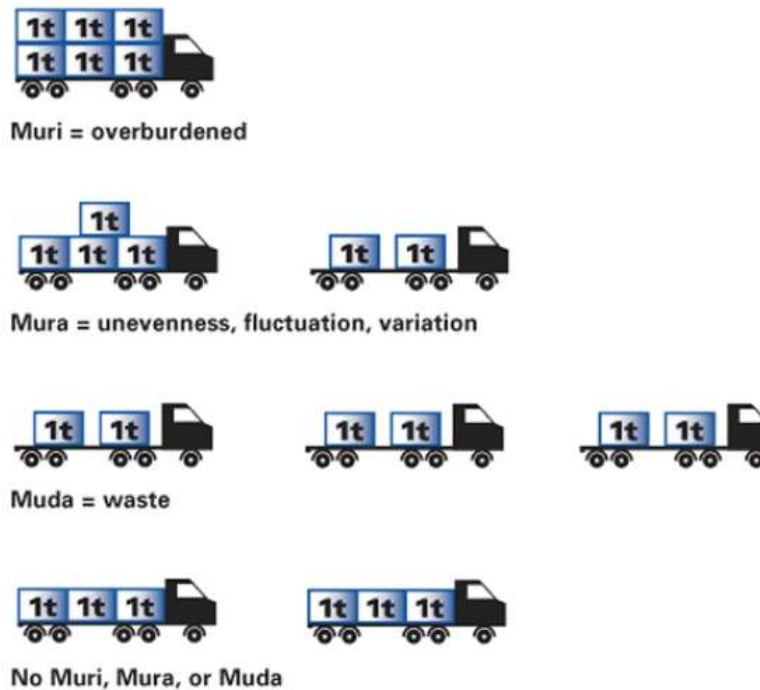 1t 1t 1t
1t 1t 1t
Muri = overburdened
1t
1t 1t 1t 1t 1t
Mura = unevenness, fluctuation, variation
1t 1t 1t 1t 1t 1t
Muda = waste
1t 1t 1t 1t 1t 1t
No Muri, Mura, or Muda